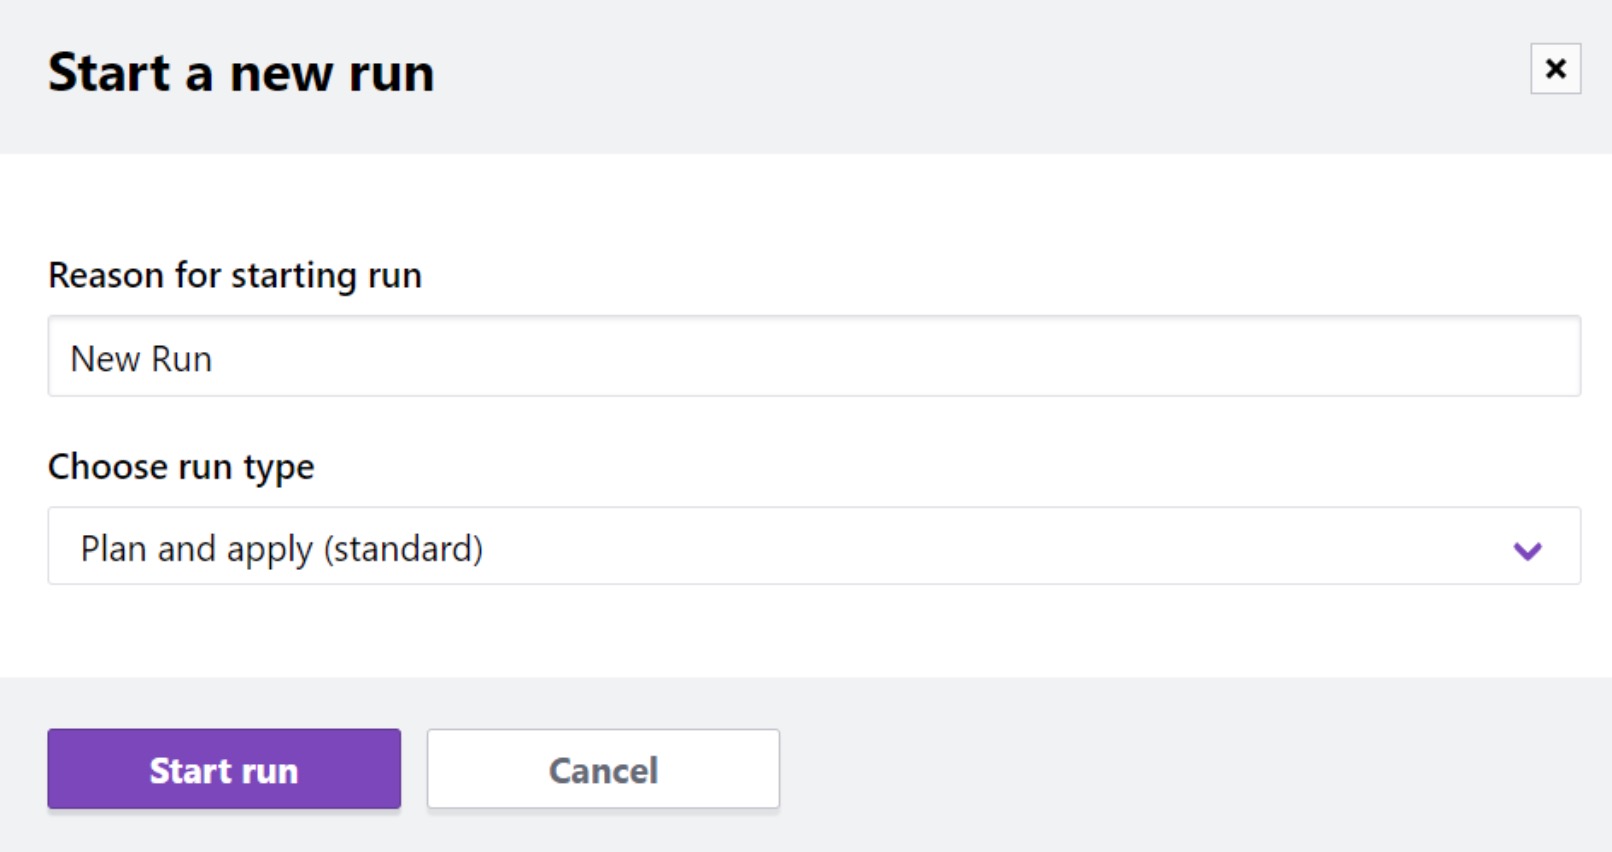 Start a new run
Reason for starting run
New Run
Choose run type
Plan and apply (standard)
Start run
Cancel